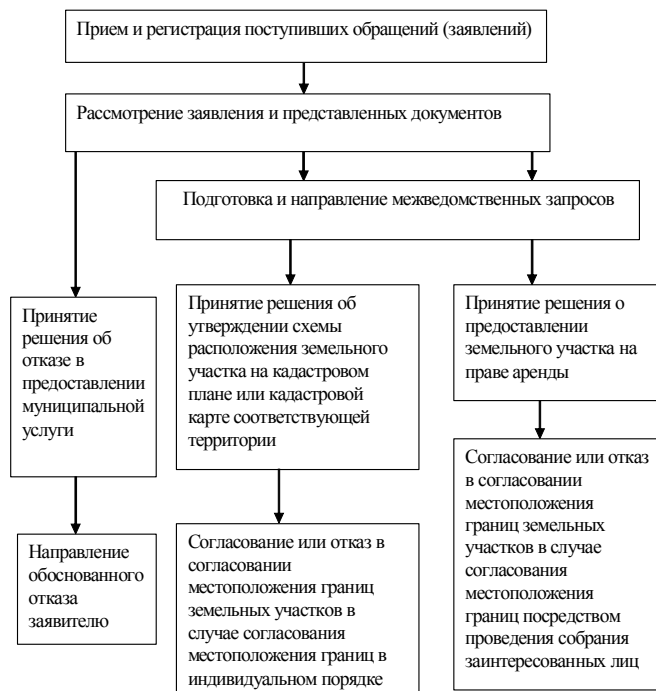 Прием и регистрация поступивших обращений (заявлений)
Рассмотрение заявления и представленных документов
Подготовка и направление межведомственных запросов
Принятие
решения об
отказе в
предоставлении
муниципальной
услуги
Принятие решения об
утверждении схемы
расположения земельного
участка на кадастровом
плане или кадастровой
карте соответствующей
территории
Принятие решения о
предоставлении
земельного участка на
праве аренды
Направление
обоснованного
отказа
заявителю
Согласование или отказ в
согласовании
местоположения границ
земельных участков в
случае согласования
местоположения границ в
индивидуальном порядке
Согласование или отказ
в согласовании
местоположения
границ земельных
участков в случае
согласования
местоположения
границ посредством
проведения собрания
заинтересованных лиц